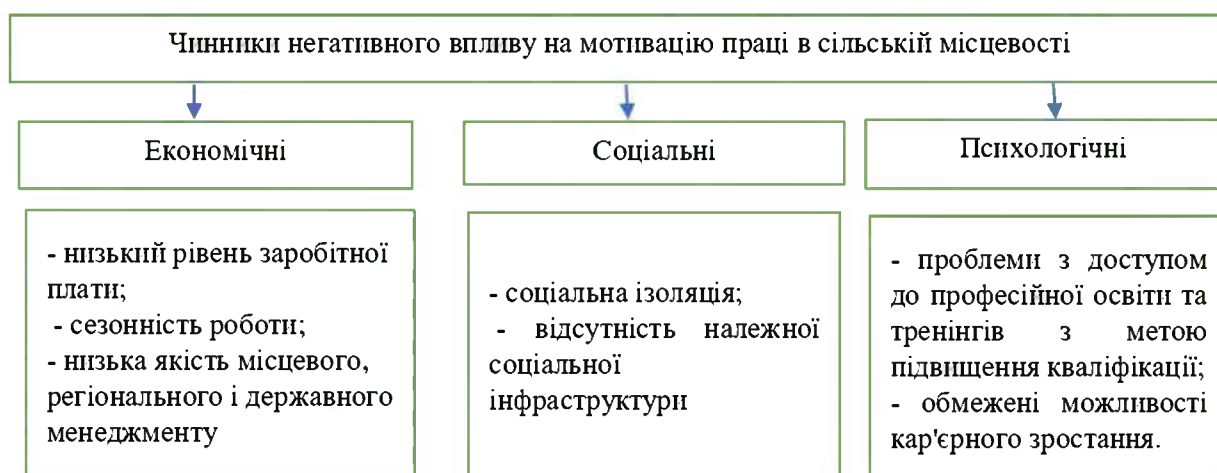 Чинники негативного впливу на мотивацію праці в сільській місцевості
Економічні
Соціальні
Психологічні
- низький рівень заробітної
плати;
- сезонність роботи;
- низька якість місцевого,
регіонального і державного
менеджменту
- соціальна ізоляція;
- відсутність належної
соціальної
інфраструктури
- проблеми з доступом
до професійної освіти та
тренінгів з метою
підвищення кваліфікації;
- обмежені можливості
кар'єрного зростання.